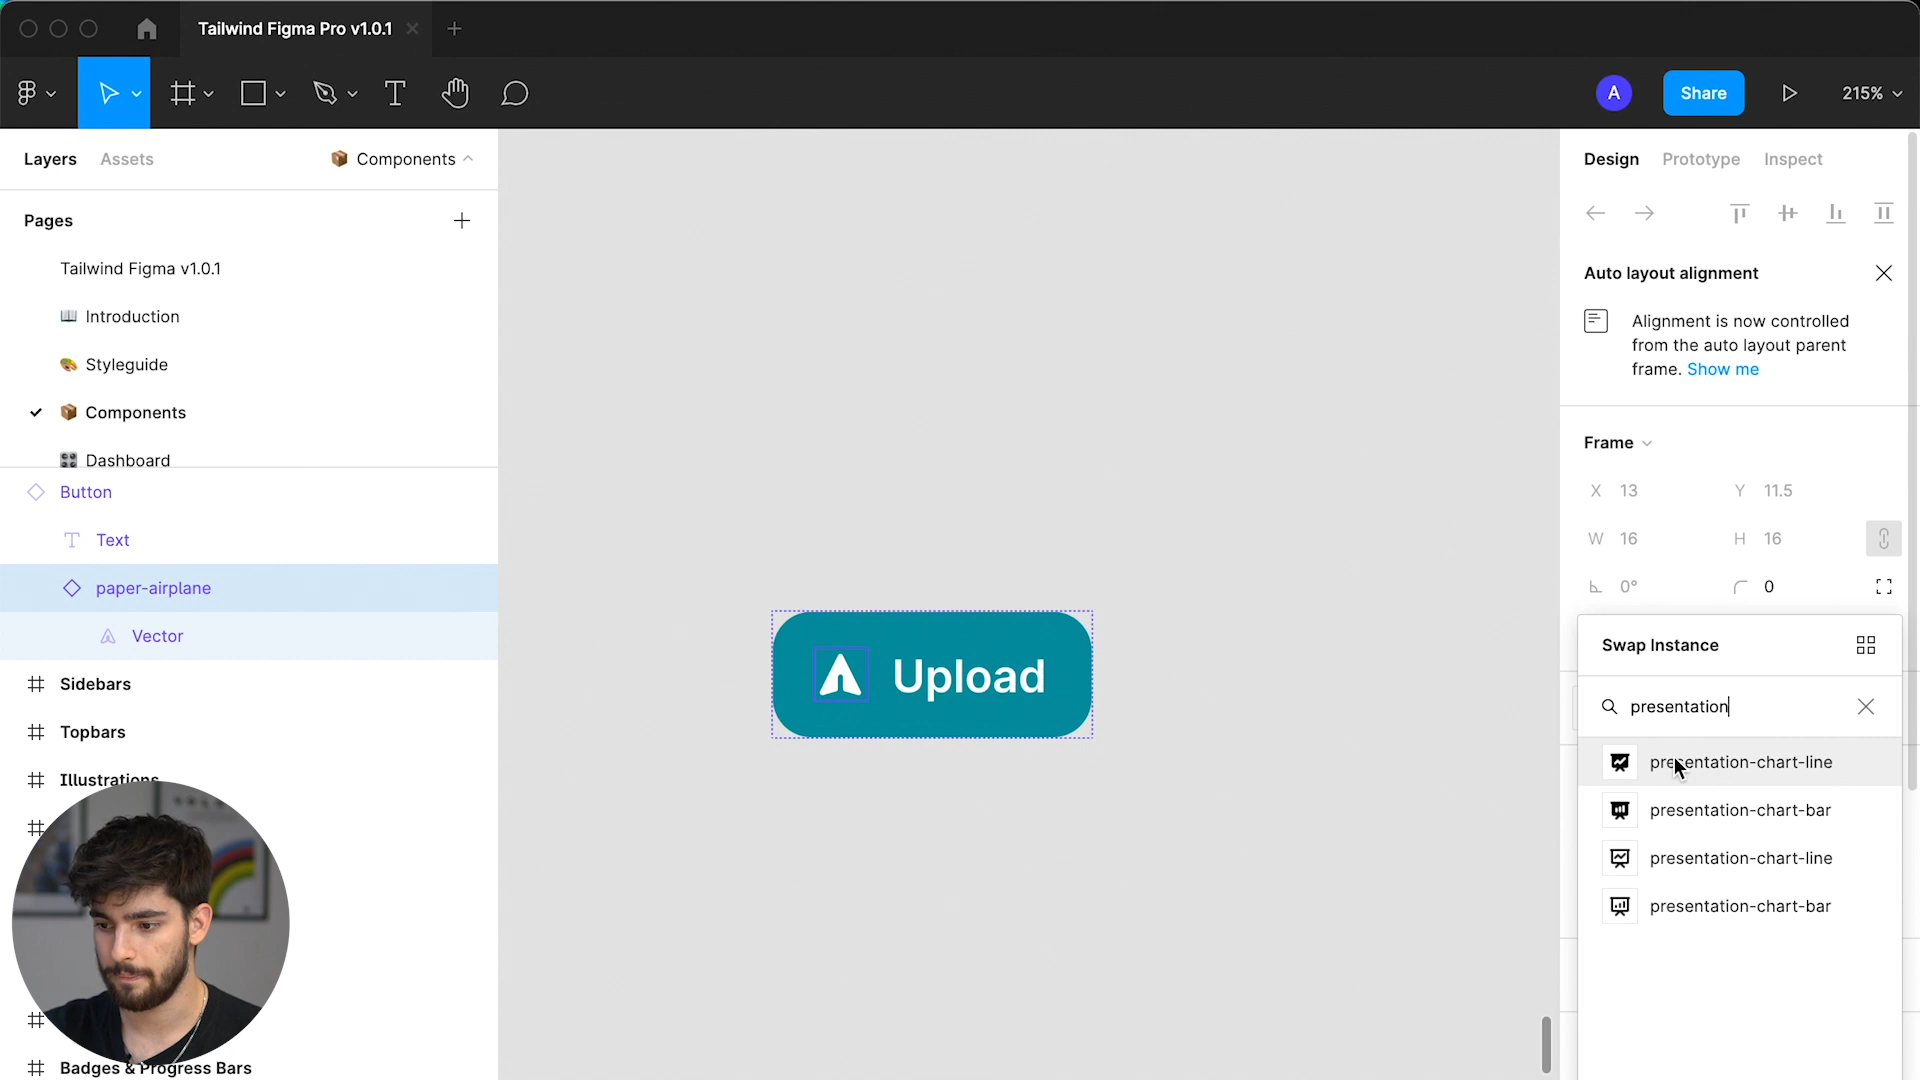 Tailwind Figma Pro v1.0.1
A
Share
215%
Layers
Assets
Components
Pages
Tailwind Figma v1.0.1
Introduction
Styleguide
Components
Dashboard
Button
Text
paper-airplane
Vector
Sidebars
Topbars
Illustrations
Badges & Progress Bars
Upload
Design
Prototype
Inspect
Auto layout alignment
Alignment is now controlled
from the auto layout parent
frame. Show me
Frame
X 13
Y 11.5
W 16
H 16
0°
0
Swap Instance
presentation
presentation-chart-line
presentation-chart-bar
presentation-chart-line
presentation-chart-bar